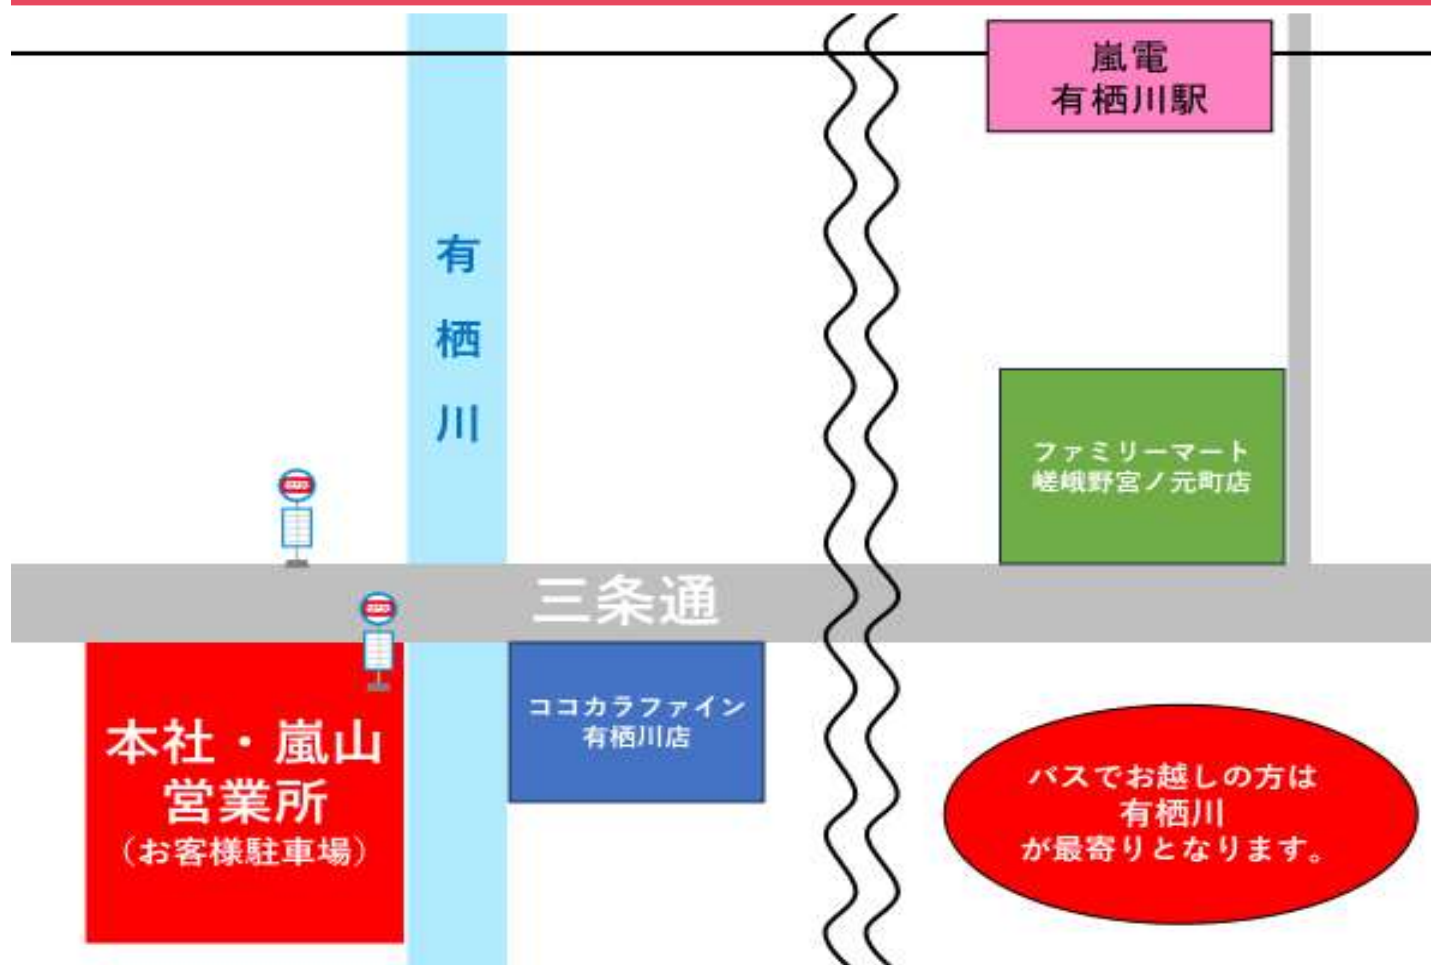 嵐電
有栖川駅
有
栖
川
ファミリーマート
嵯峨野宮ノ元町店
三条通
ココカラファイン
有栖川店
本社・嵐山
営業所
（お客様駐車場）
バスでお越しの方は
有栖川
が最寄りとなります。